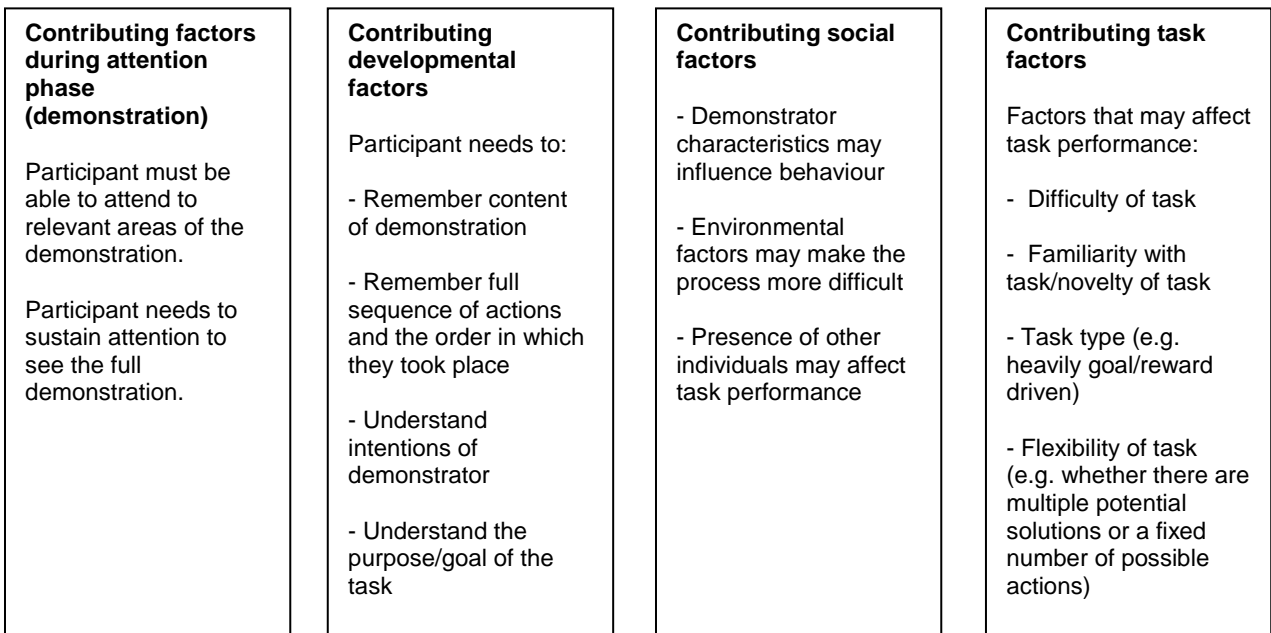 Contributing factors
during attention
phase
(demonstration)
Participant must be
able to attend to
relevant areas of the
demonstration.
Participant needs to
sustain attention to
see the full
demonstration.
Contributing
developmental
factors
Participant needs to:
- Remember content
of demonstration
- Remember full
sequence of actions
and the order in which
they took place
- Understand
intentions of
demonstrator
- Understand the
purpose/goal of the
task
Contributing social
factors
- Demonstrator
characteristics may
influence behaviour
- Environmental
factors may make the
process more difficult
- Presence of other
individuals may affect
task performance
Contributing task
factors
Factors that may affect
task performance:
- Difficulty of task
- Familiarity with
task/novelty of task
- Task type (e.g.
heavily goal/reward
driven)
- Flexibility of task
(e.g. whether there are
multiple potential
solutions or a fixed
number of possible
actions)